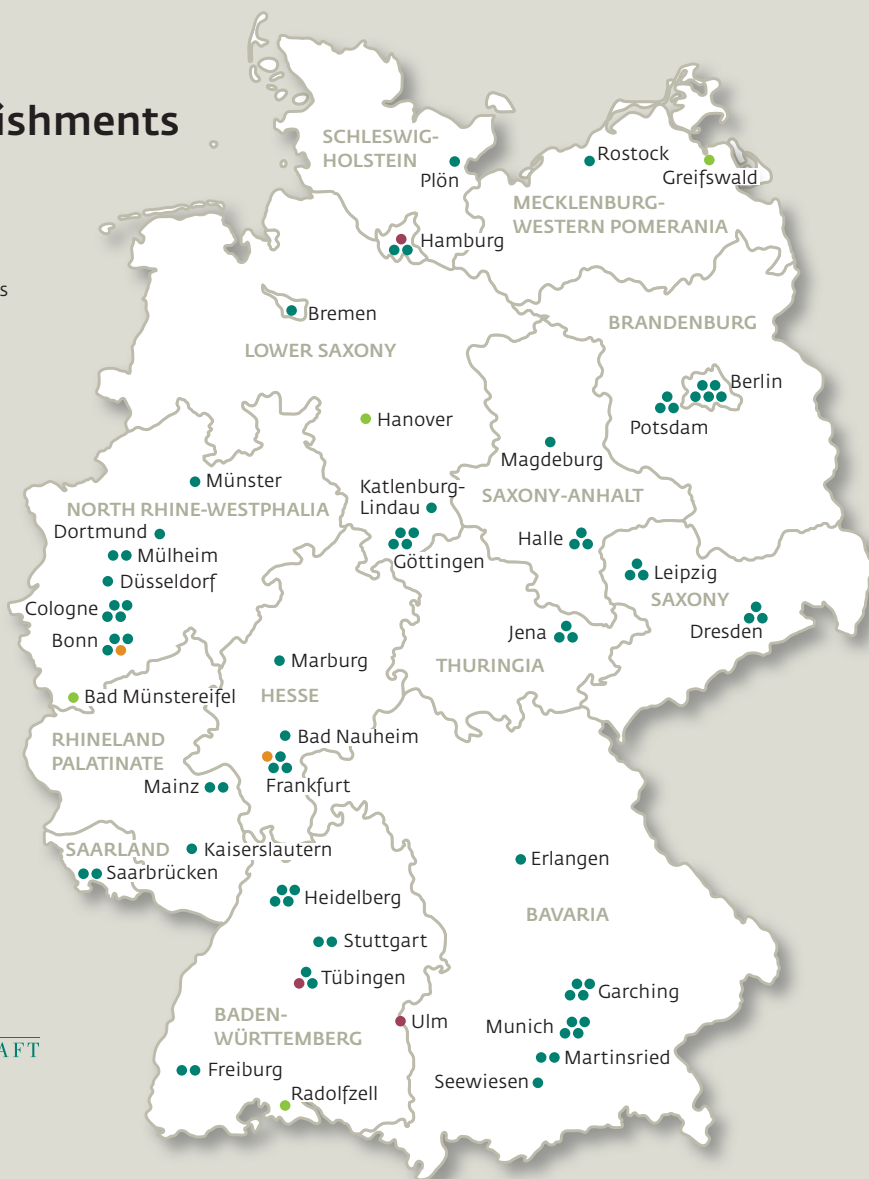 ishments
SCHLESWIG-
HOLSTEIN
Plön
Rostock
Greifswald
MECKLENBURG-
WESTERN POMERANIA
Hamburg
s
Bremen
LOWER SAXONY
BRANDENBURG
Berlin
Potsdam
Hanover
Magdeburg
Münster
Katlenburg-
Lindau
SAXONY-ANHALT
NORTH RHINE-WESTPHALIA
Dortmund
Mülheim
Halle
Göttingen
Düsseldorf
Leipzig
SAXONY
Cologne
Bonn
Jena
Dresden
Marburg
THURINGIA
HESSE
Bad Münstereifel
Bad Nauheim
RHINELAND
PALATINATE
Mainz
Frankfurt
SAARLAND
Kaiserslautern
Saarbrücken
Erlangen
Heidelberg
BAVARIA
Stuttgart
Tübingen
Garching
BADEN-
WÜRTTEMBERG
Ulm
Munich
AFT
Martinsried
Freiburg
Seewiesen
Radolfzell